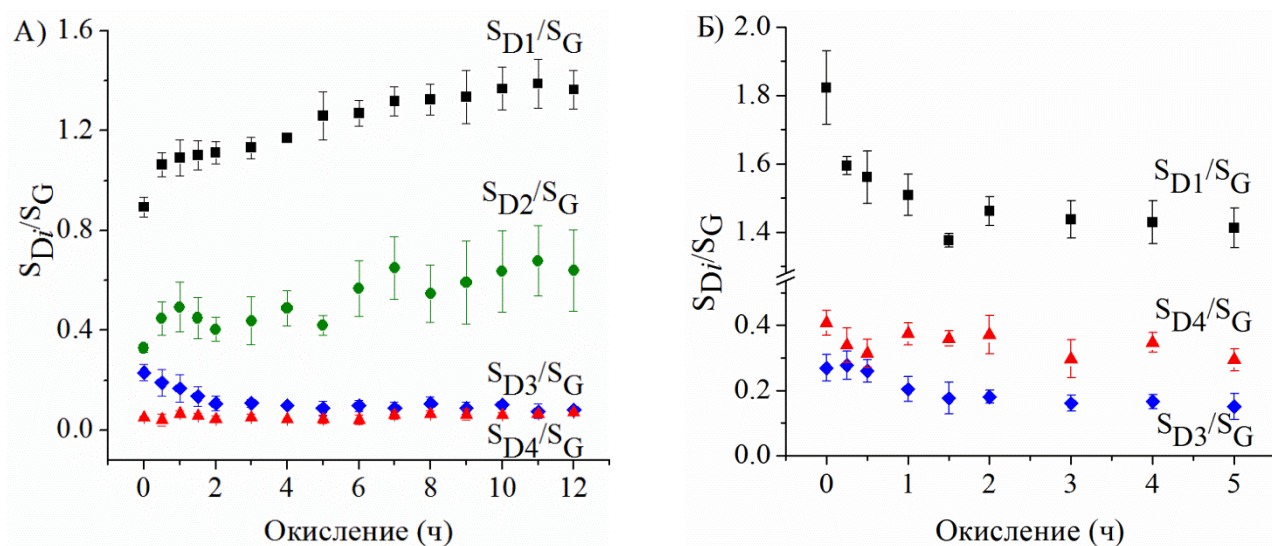 А)
1.6
1.2
0.8
0.4
0.0
S_Di/S_G
S_D1/S_G
S_D2/S_G
S_D3/S_G
S_D4/S_G
0 2 4 6 8 10 12
Окисление (ч)
Б)
2.0
1.8
1.6
1.4
0.4
0.2
0.0
S_Di/S_G
S_D1/S_G
S_D4/S_G
S_D3/S_G
0 1 2 3 4 5
Окисление (ч)